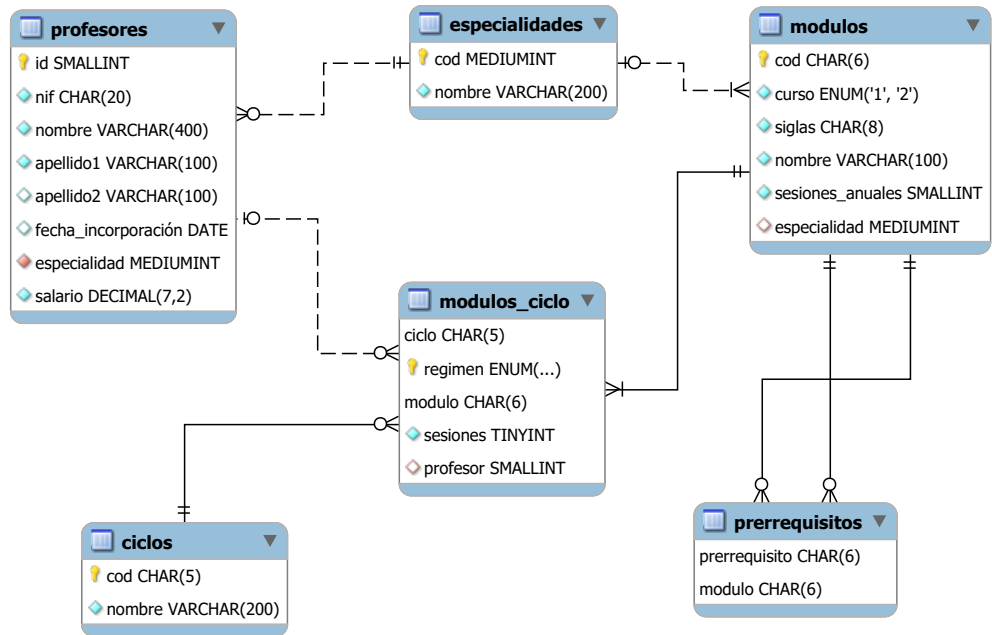 profesores
id SMALLINT
nif CHAR(20)
nombre VARCHAR(400)
apellido1 VARCHAR(100)
apellido2 VARCHAR(100)
fecha_incorporación DATE
especialidad MEDIUMINT
salario DECIMAL(7,2)
especialidades
cod MEDIUMINT
nombre VARCHAR(200)
modulos
cod CHAR(6)
curso ENUM('1', '2')
siglas CHAR(8)
nombre VARCHAR(100)
sesiones_anuales SMALLINT
especialidad MEDIUMINT
modulos_ciclo
ciclo CHAR(5)
regimen ENUM(...)
modulo CHAR(6)
sesiones TINYINT
profesor SMALLINT
ciclos
cod CHAR(5)
nombre VARCHAR(200)
prerrequisitos
prerrequisito CHAR(6)
modulo CHAR(6)